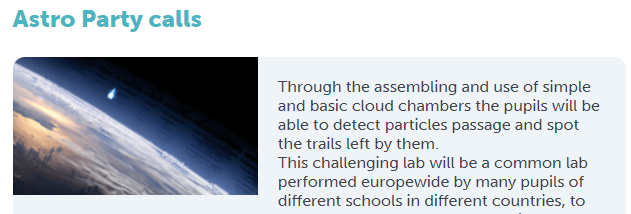 Astro Party calls
Through the assembling and use of simple
and basic cloud chambers the pupils will be
able to detect particles passage and spot
the trails left by them.
This challenging lab will be a common lab
performed europewide by many pupils of
different schools in different countries, to